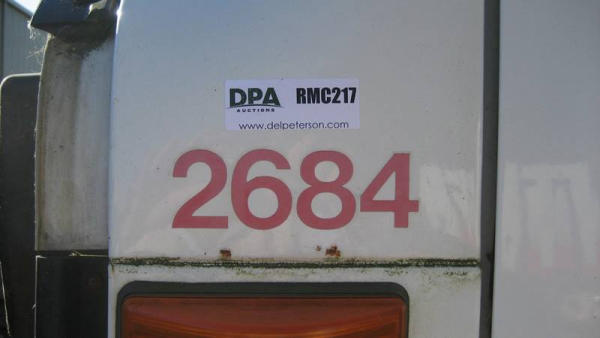 DPA RMC217
AUCTIONS
www.delpeterson.com
2684